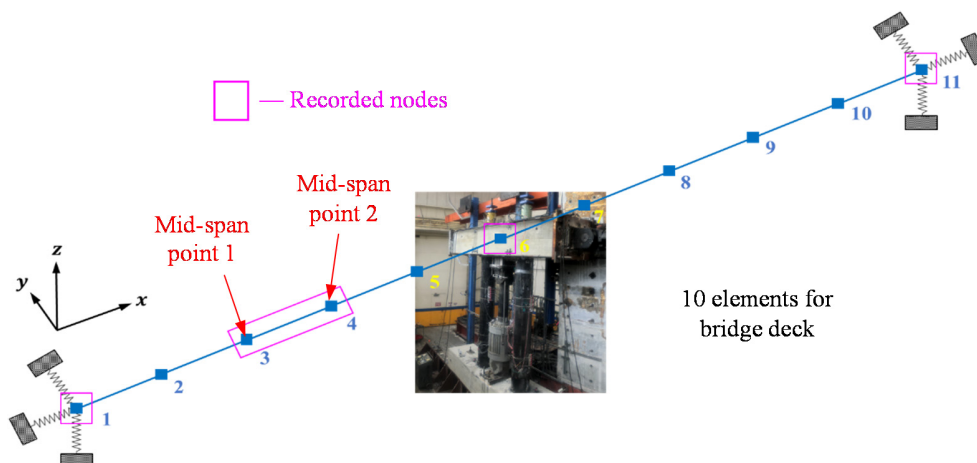 — Recorded nodes
Mid-span
point 2
Mid-span
point 1
z
y
x
1
2
3
4
5
6
7
8
9
10
11
10 elements for
bridge deck